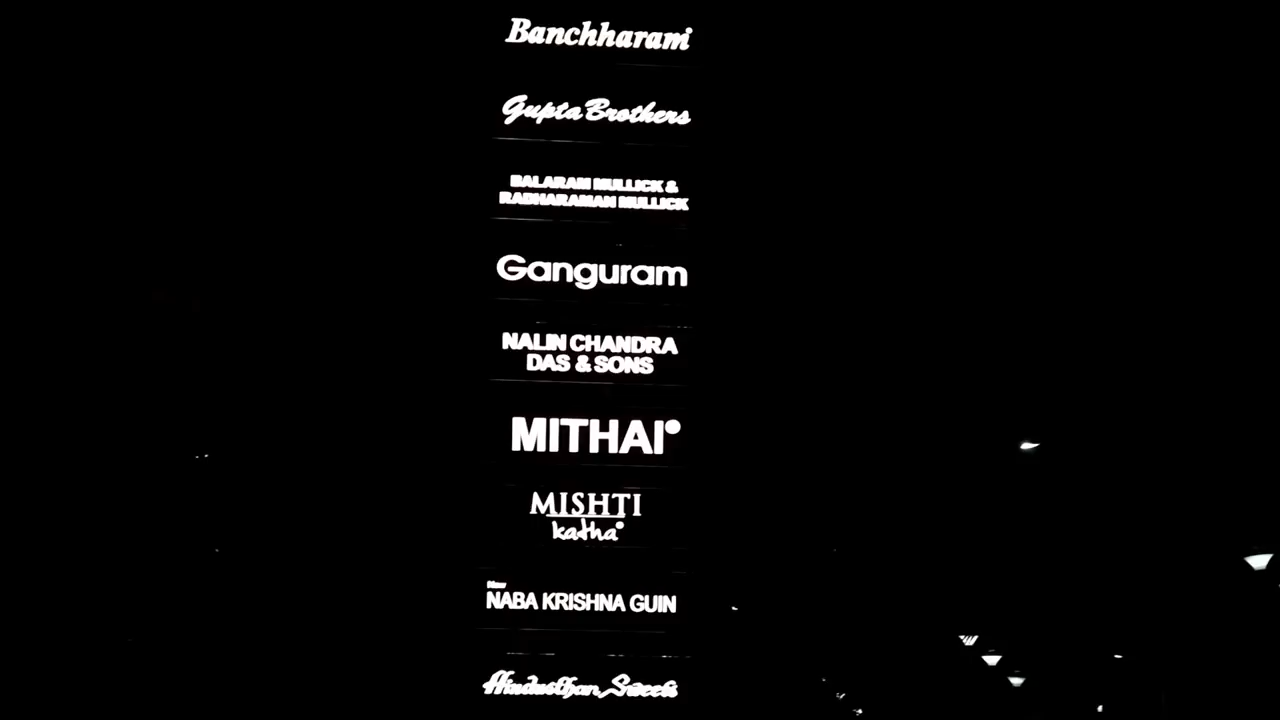 Banchharam
Gupta Brothers
BALARAM MULLICK &
RADHARAMAN MULLICK
Ganguram
NALIN CHANDRA
DAS & SONS
MITHAI
MISHTI
katha
New
NABA KRISHNA GUIN
Hindusthan Sweets